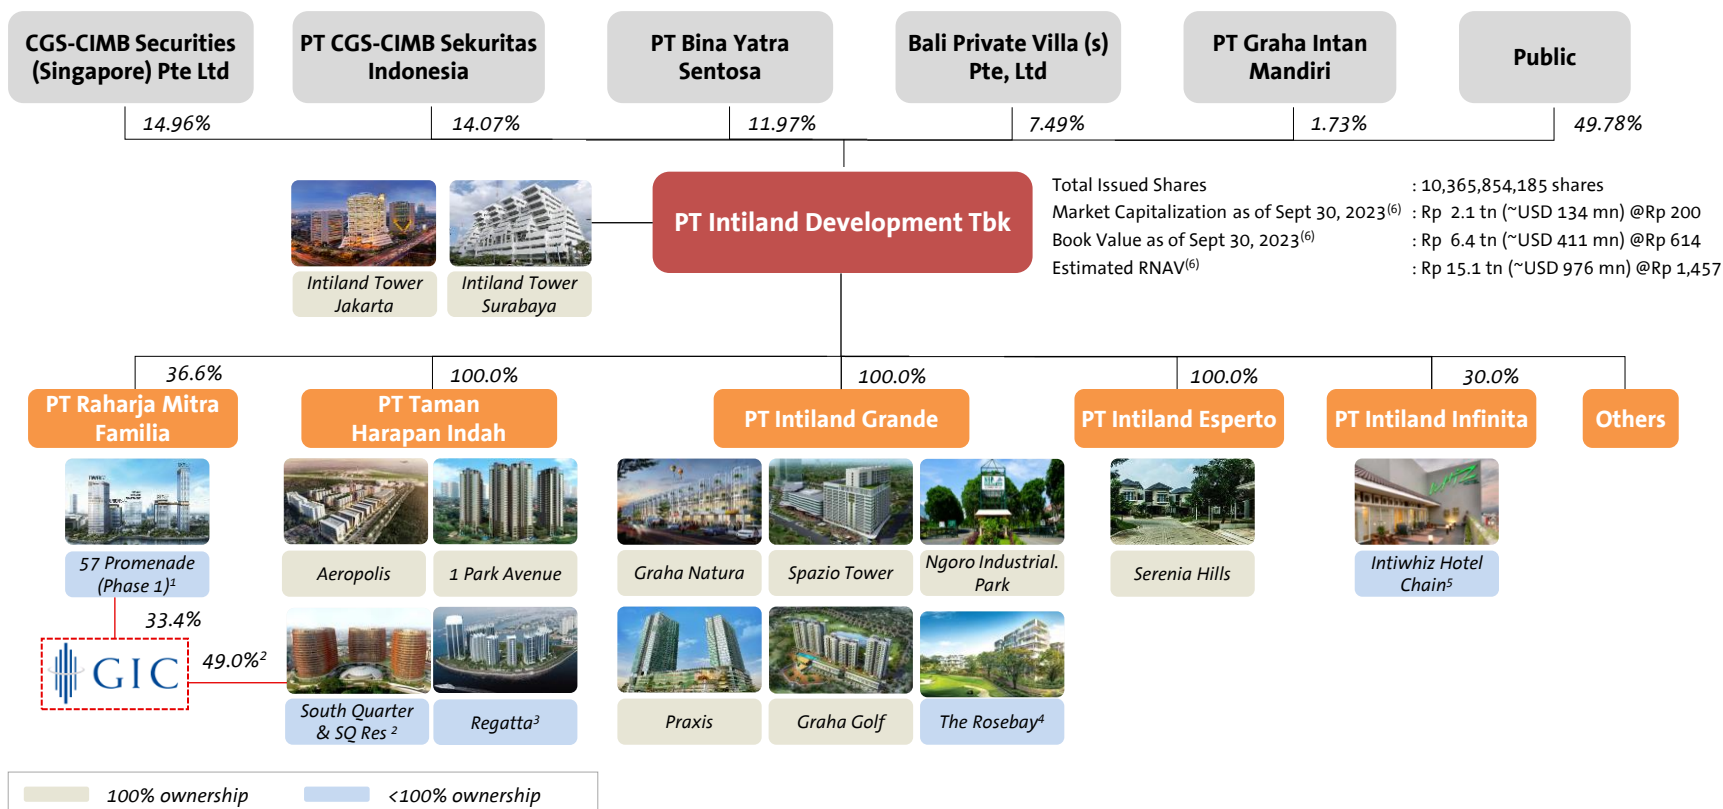 CGS-CIMB Securities
(Singapore) Pte Ltd
PT CGS-CIMB Sekuritas
Indonesia
PT Bina Yatra
Sentosa
Bali Private Villa (s)
Pte, Ltd
PT Graha Intan
Mandiri
Public
14.96%
14.07%
11.97%
7.49%
1.73%
49.78%
Intiland Tower
Jakarta
Intiland Tower
Surabaya
PT Intiland Development Tbk
Total Issued Shares : 10,365,854,185 shares
Market Capitalization as of Sept 30, 2023(6) : Rp 2.1 tn (~USD 134 mn) @Rp 200
Book Value as of Sept 30, 2023(6) : Rp 6.4 tn (~USD 411 mn) @Rp 614
Estimated RNAV(6) : Rp 15.1 tn (~USD 976 mn) @Rp 1,457
36.6%
100.0%
100.0%
100.0%
30.0%
PT Raharja Mitra
Familia
PT Taman
Harapan Indah
PT Intiland Grande
PT Intiland Esperto
PT Intiland Infinita
Others
57 Promenade
(Phase 1)1
Aeropolis
1 Park Avenue
Graha Natura
Spazio Tower
Ngoro Industrial.
Park
Serenia Hills
Intiwhiz Hotel
Chain5
33.4%
GIC
49.0%2
South Quarter
& SQ Res 2
Regatta3
Praxis
Graha Golf
The Rosebay4
100% ownership
<100% ownership